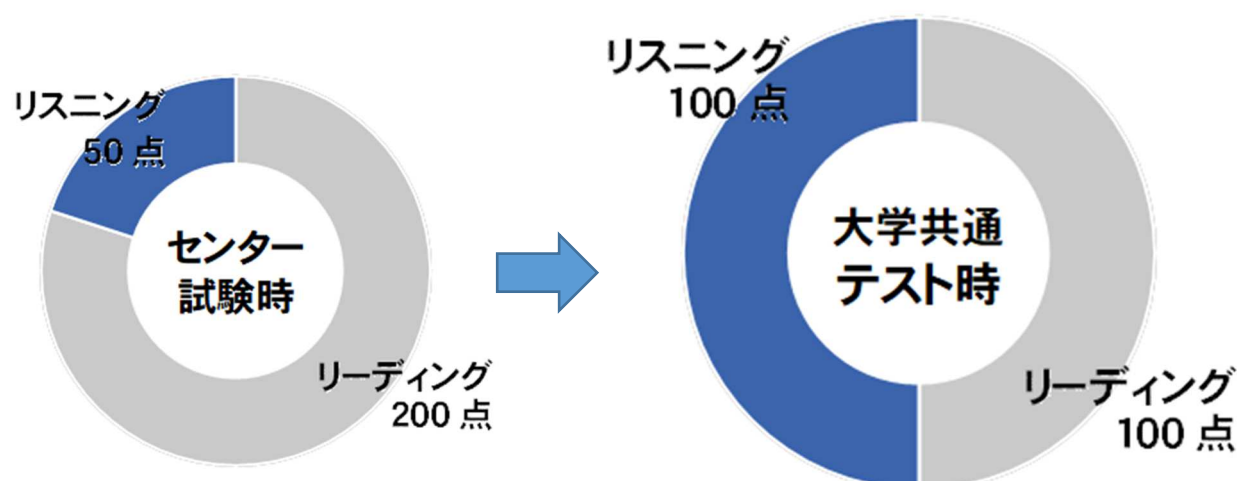 リスニング
50 点
センター
試験時
リーディング
200 点
リスニング
100 点
大学共通
テスト時
リーディング
100 点